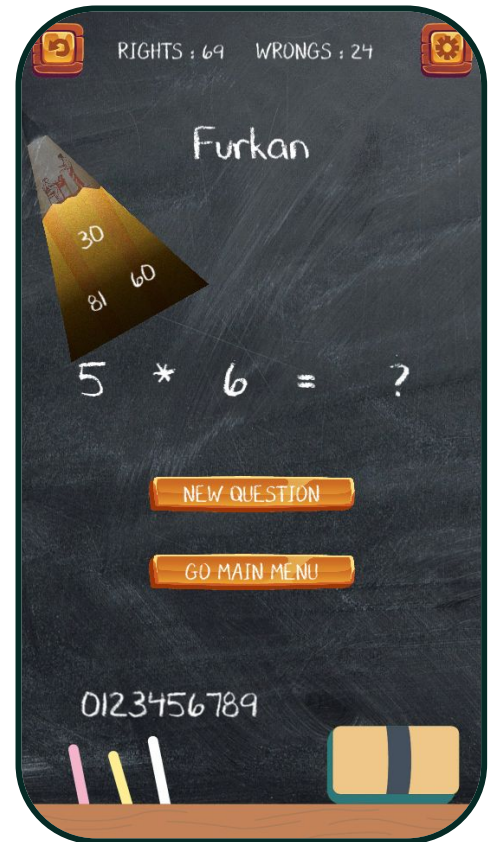 RIGHTS : 69 WRONGS : 24
Furkan
30
60
81
5 * 6 = ?
NEW QUESTION
GO MAIN MENU
0123456789